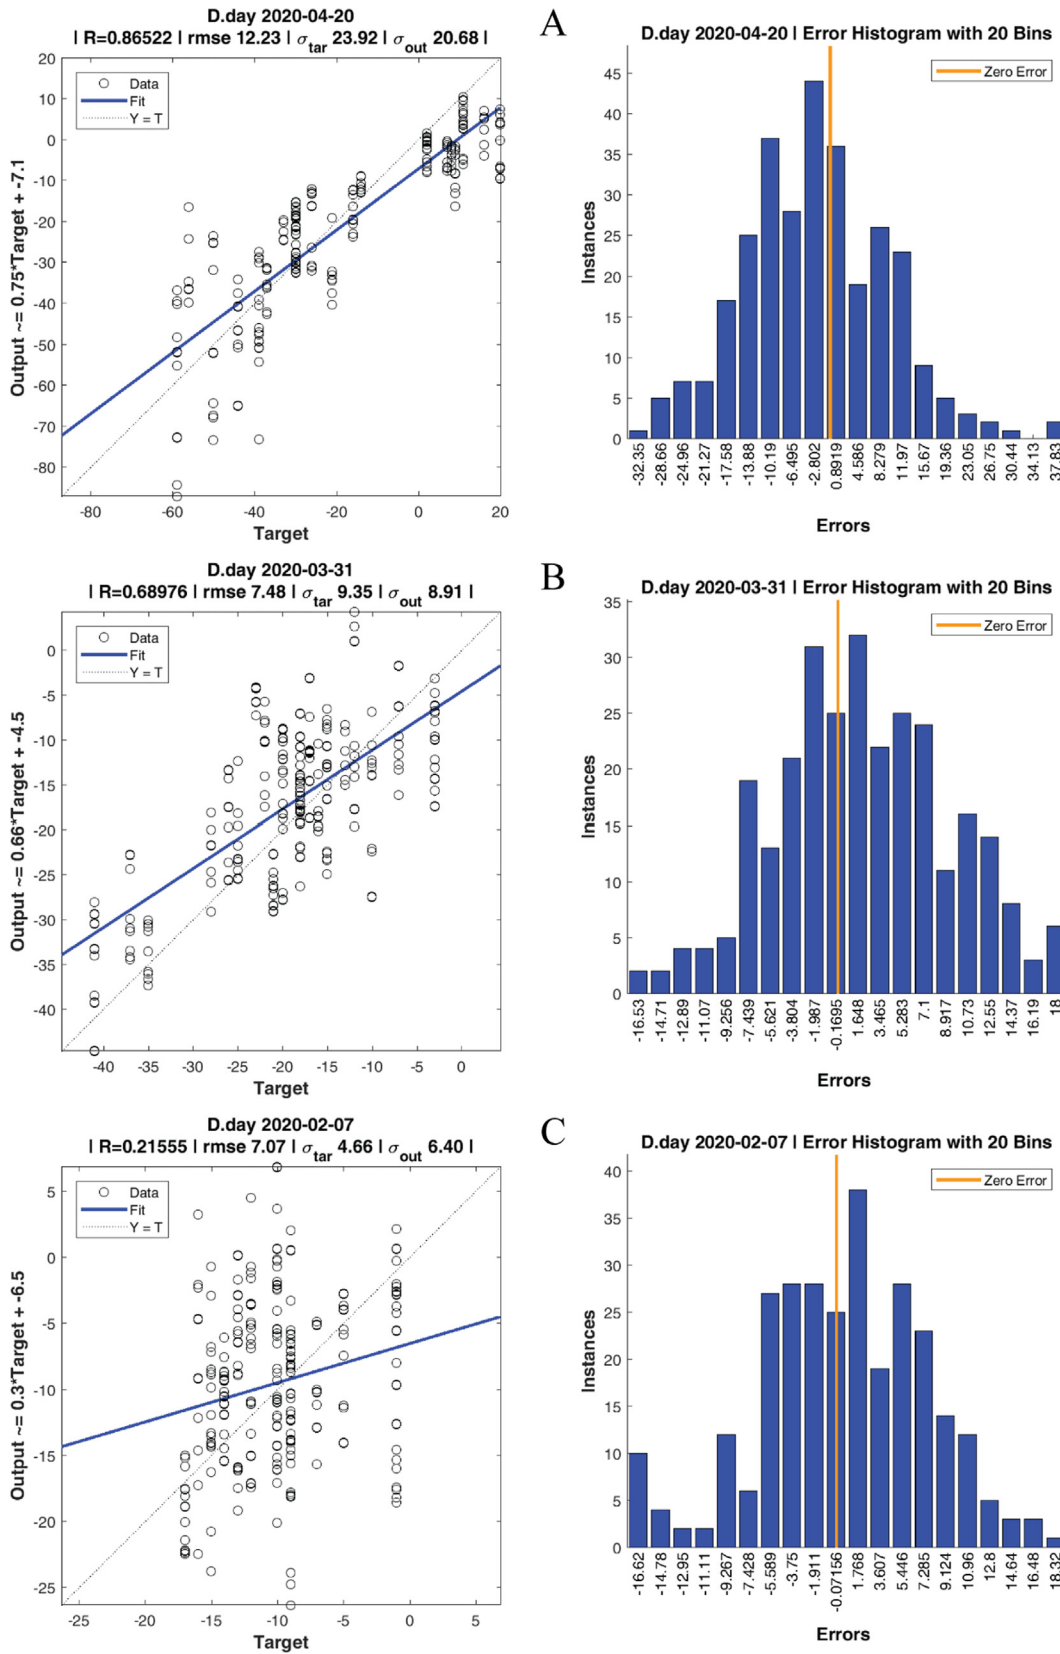 D.day 2020-04-20
| R=0.86522 | rmse 12.23 | σtar 23.92 | σout 20.68 |
A
D.day 2020-04-20 | Error Histogram with 20 Bins
Data
Fit
Y = T
Zero Error
20
10
0
-10
-20
-30
-40
-50
-60
-70
-80
Output ~= 0.75*Target + -7.1
-80 -60 -40 -20 0 20
Target
45
40
35
30
25
20
15
10
5
0
Instances
-32.35 -28.66 -24.96 -21.27 -17.58 -13.88 -10.19 -6.495 -2.802 0.8919 4.586 8.279 11.97 15.67 19.36 23.05 26.75 30.44 34.13 37.83
Errors
D.day 2020-03-31
| R=0.68976 | rmse 7.48 | σtar 9.35 | σout 8.91 |
B
D.day 2020-03-31 | Error Histogram with 20 Bins
Data
Fit
Y = T
Zero Error
0
-5
-10
-15
-20
-25
-30
-35
-40
Output ~= 0.66*Target + -4.5
-40 -35 -30 -25 -20 -15 -10 -5 0
Target
35
30
25
20
15
10
5
0
Instances
-16.53 -14.71 -12.89 -11.07 -9.256 -7.439 -5.621 -3.804 -1.987 -0.1695 1.648 3.465 5.283 7.1 8.917 10.73 12.55 14.37 16.19 18
Errors
D.day 2020-02-07
| R=0.21555 | rmse 7.07 | σtar 4.66 | σout 6.40 |
C
D.day 2020-02-07 | Error Histogram with 20 Bins
Data
Fit
Y = T
Zero Error
5
0
-5
-10
-15
-20
-25
Output ~= 0.3*Target + -6.5
-25 -20 -15 -10 -5 0 5
Target
40
35
30
25
20
15
10
5
0
Instances
-16.62 -14.78 -12.95 -11.11 -9.267 -7.428 -5.589 -3.75 -1.911 -0.07156 1.768 3.607 5.446 7.285 9.124 10.96 12.8 14.64 16.48 18.32
Errors